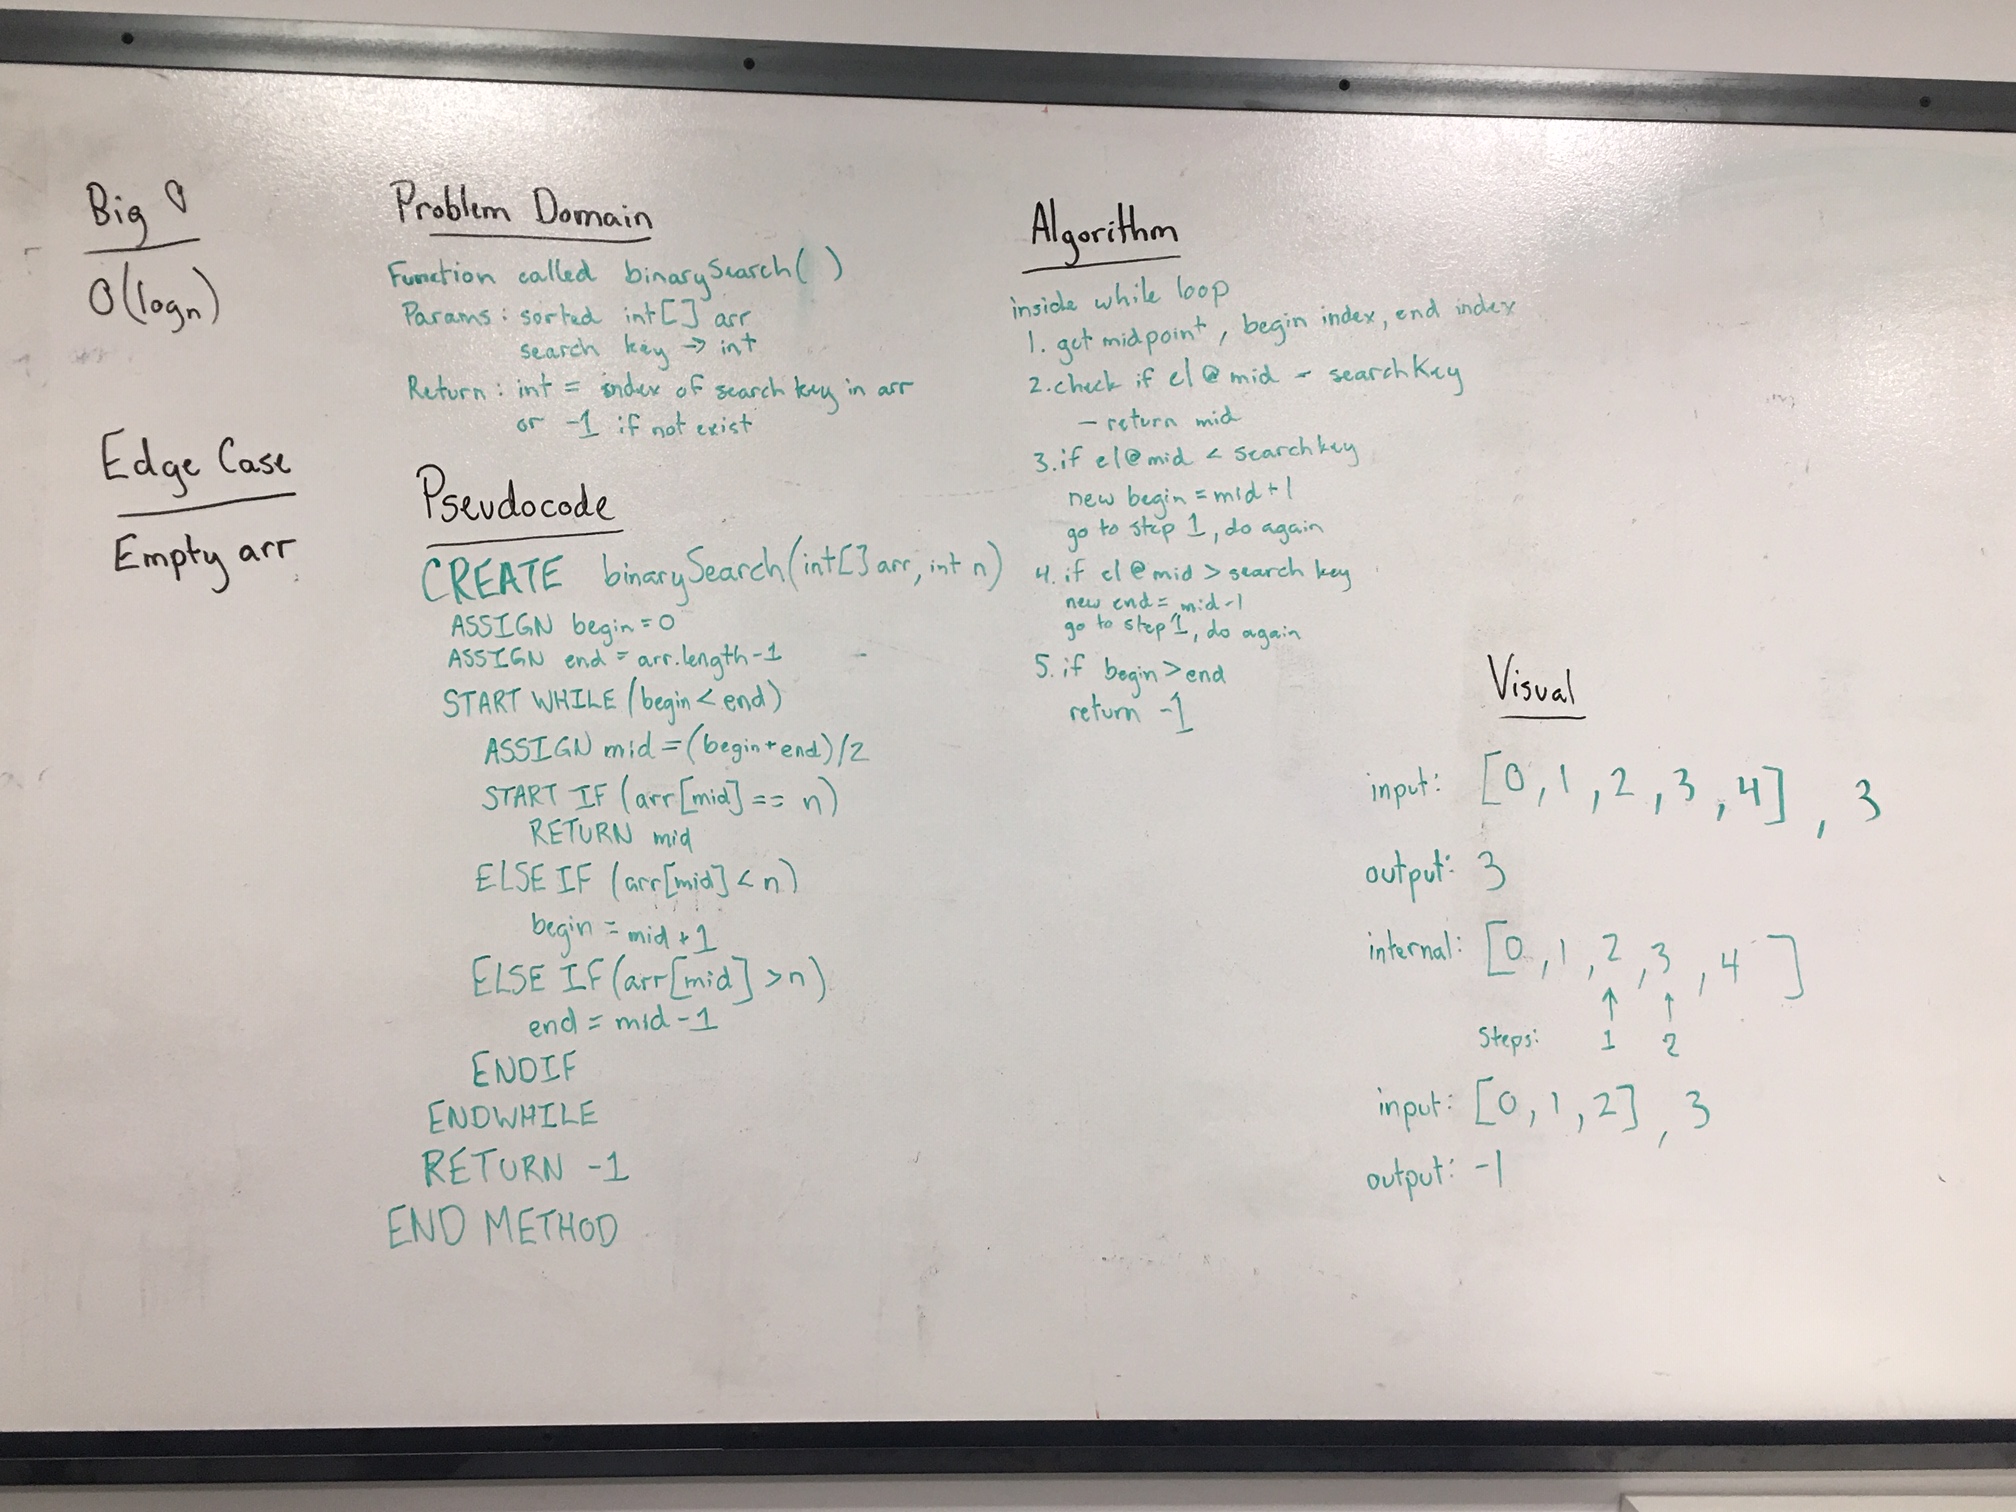 Big O
O(logn)
Edge Case
Empty arr
Problem Domain
Function called binarySearch( )
Params: sorted int[] arr
search key → int
Return: int = index of search key in arr
or -1 if not exist
Pseudocode
CREATE binarySearch(int[] arr, int n)
ASSIGN begin = 0
ASSIGN end = arr.length-1
START WHILE (begin < end)
ASSIGN mid = (begin+end)/2
START IF (arr[mid] == n)
RETURN mid
ELSE IF (arr[mid] < n)
begin = mid + 1
ELSE IF (arr[mid] > n)
end = mid - 1
ENDIF
ENDWHILE
RETURN -1
END METHOD
Algorithm
inside while loop
1. get midpoint, begin index, end index
2. check if el @ mid - searchKey
- return mid
3. if el@mid < searchkey
new begin = mid + 1
go to step 1, do again
4. if el @ mid > search key
new end = mid-1
go to step 1, do again
5. if begin > end
return -1
Visual
input: [0, 1, 2, 3, 4], 3
output: 3
internal: [0, 1, 2, 3, 4 ]
↑ ↑
Steps: 1 2
input: [0, 1, 2], 3
output: -1